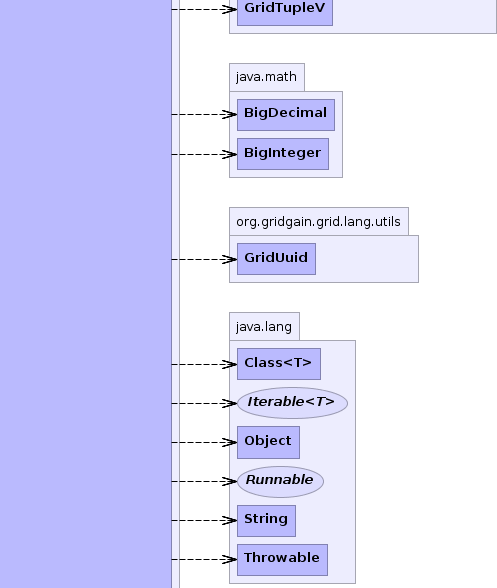 GridTupleV
java.math
BigDecimal
BigInteger
org.gridgain.grid.lang.utils
GridUuid
java.lang
Class<T>
Iterable<T>
Object
Runnable
String
Throwable